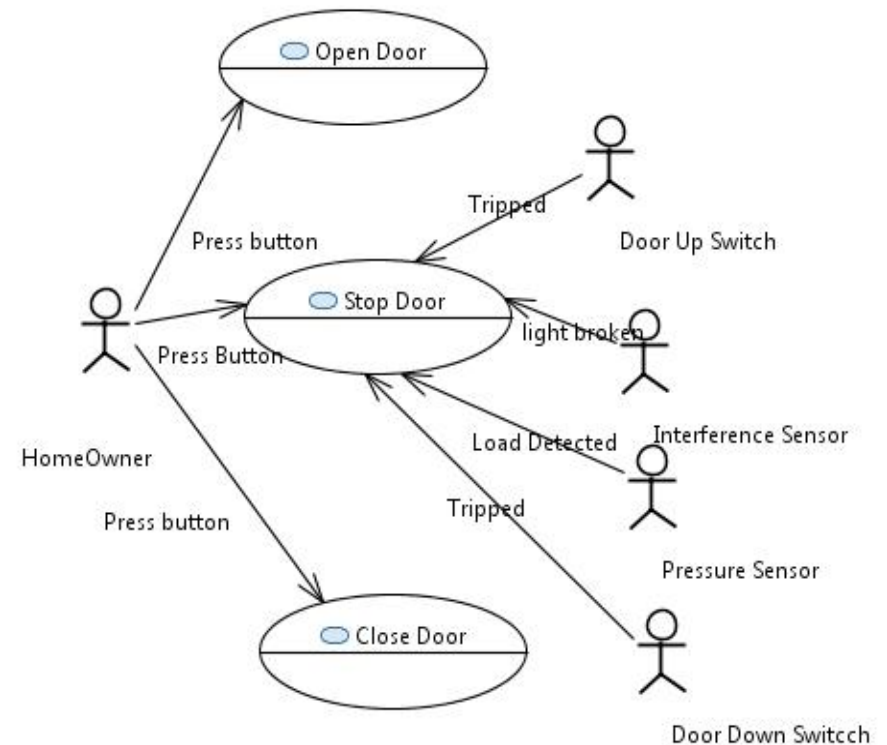 Open Door
Tripped
Press button
Door Up Switch
Stop Door
light broken
Press Button
Load Detected
Interference Sensor
HomeOwner
Tripped
Press button
Pressure Sensor
Close Door
Door Down Switcch